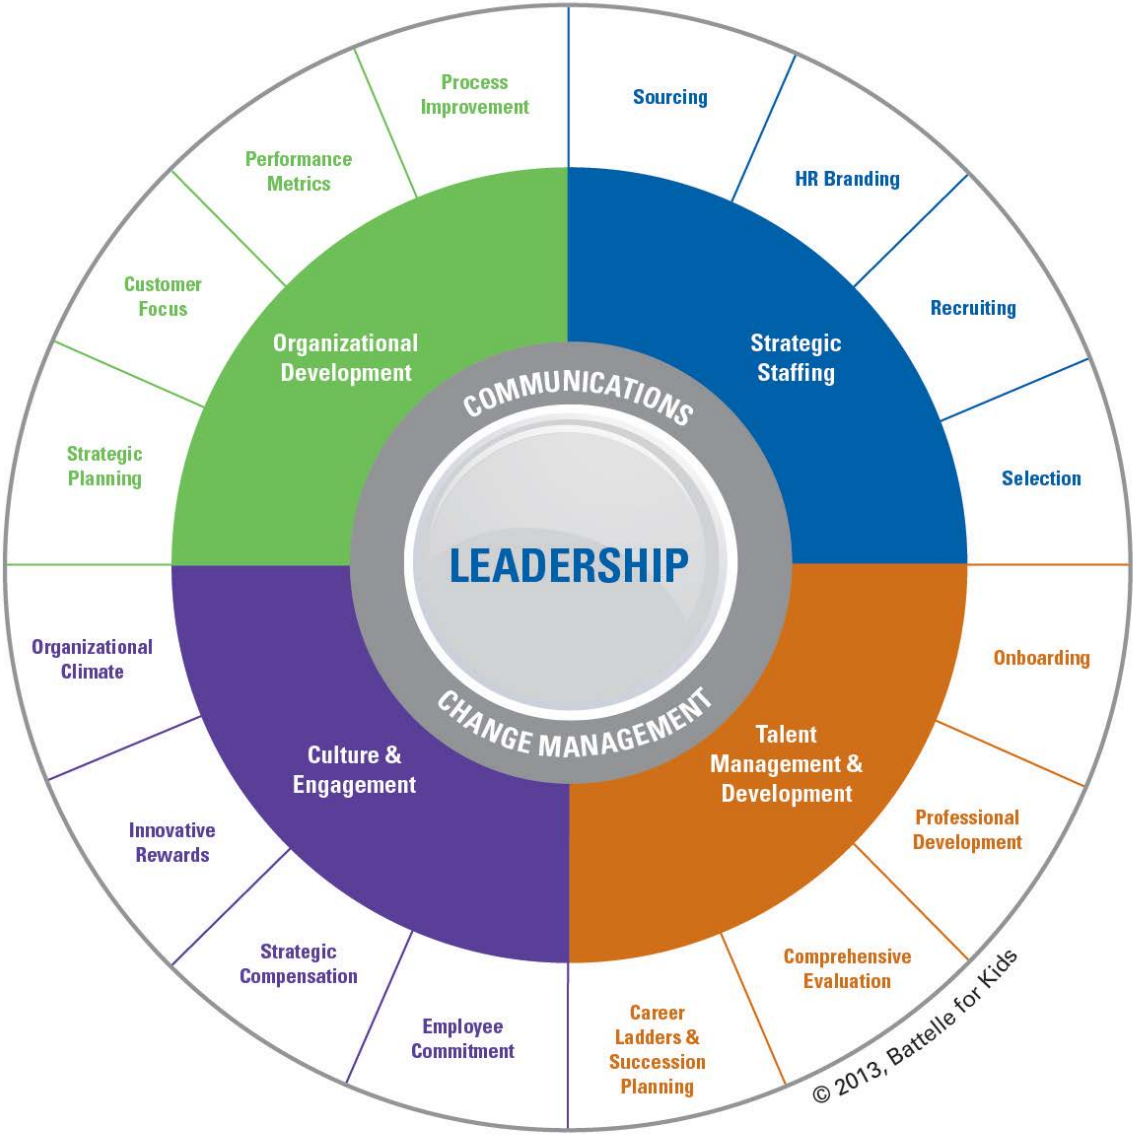 Process
Improvement
Sourcing
Performance
Metrics
HR Branding
Customer
Focus
Recruiting
Strategic
Planning
Selection
Organizational
Development
Strategic
Staffing
COMMUNICATIONS
LEADERSHIP
CHANGE MANAGEMENT
Culture &
Engagement
Talent
Management &
Development
Organizational
Climate
Onboarding
Innovative
Rewards
Professional
Development
Strategic
Compensation
Comprehensive
Evaluation
Employee
Commitment
Career
Ladders &
Succession
Planning
© 2013, Battelle for Kids